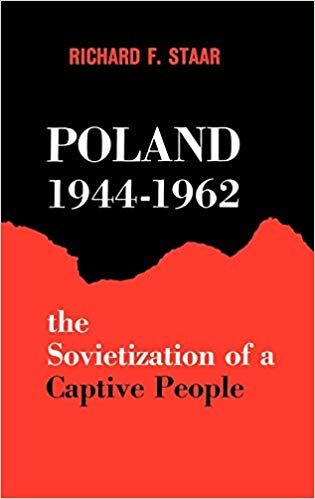 RICHARD F. STAAR
POLAND
1944-1962
the
Sovietization of a
Captive People